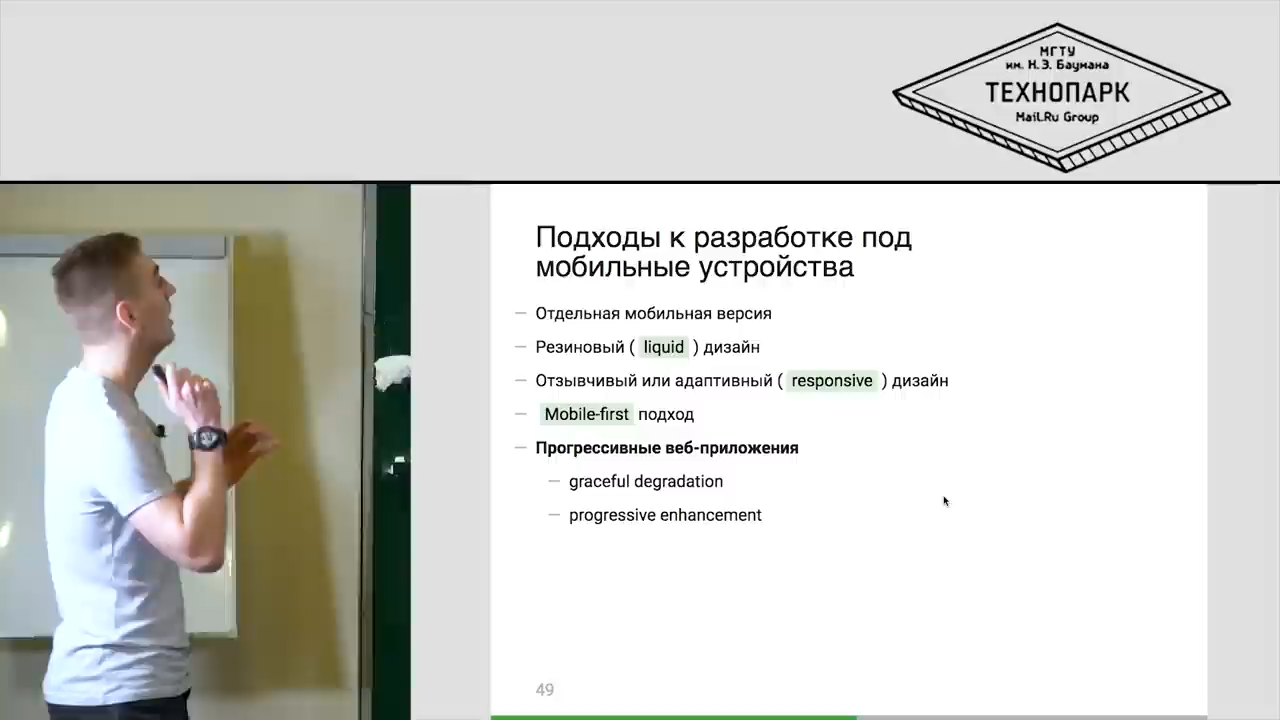 МГТУ
им. Н.Э. Баумана
ТЕХНОПАРК
Mail.Ru Group
Подходы к разработке под
мобильные устройства
— Отдельная мобильная версия
— Резиновый ( liquid ) дизайн
— Отзывчивый или адаптивный ( responsive ) дизайн
— Mobile-first подход
— Прогрессивные веб-приложения
— graceful degradation
— progressive enhancement
49